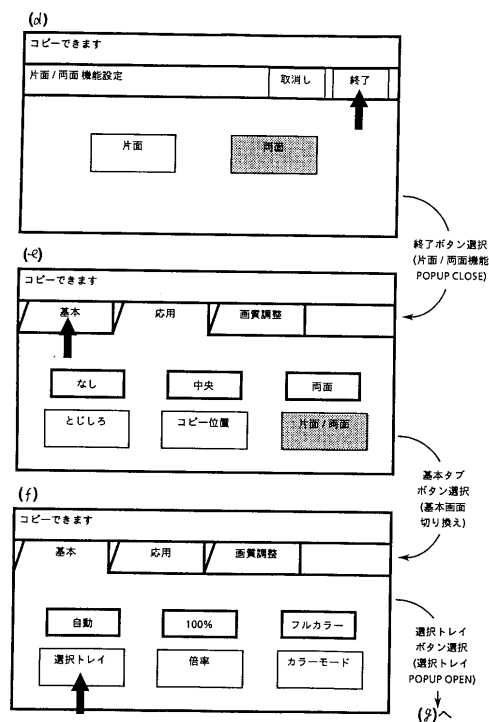 (d)
コピーできます
片面/両面機能設定 取消し 終了
片面 両面
終了ボタン選択
(片面/両面機能
POPUP CLOSE)
(e)
コピーできます
基本 応用 画質調整
なし 中央 両面
とじしろ コピー位置 片面/両面
基本タブ
ボタン選択
(基本画面
切り換え)
(f)
コピーできます
基本 応用 画質調整
自動 100% フルカラー
選択トレイ 倍率 カラーモード
選択トレイ
ボタン選択
(選択トレイ
POPUP OPEN)
(g)へ